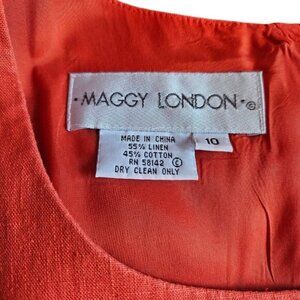 ·MAGGY LONDON·©
MADE IN CHINA
55% LINEN
45% COTTON
RN 58142 ©
DRY CLEAN ONLY
10